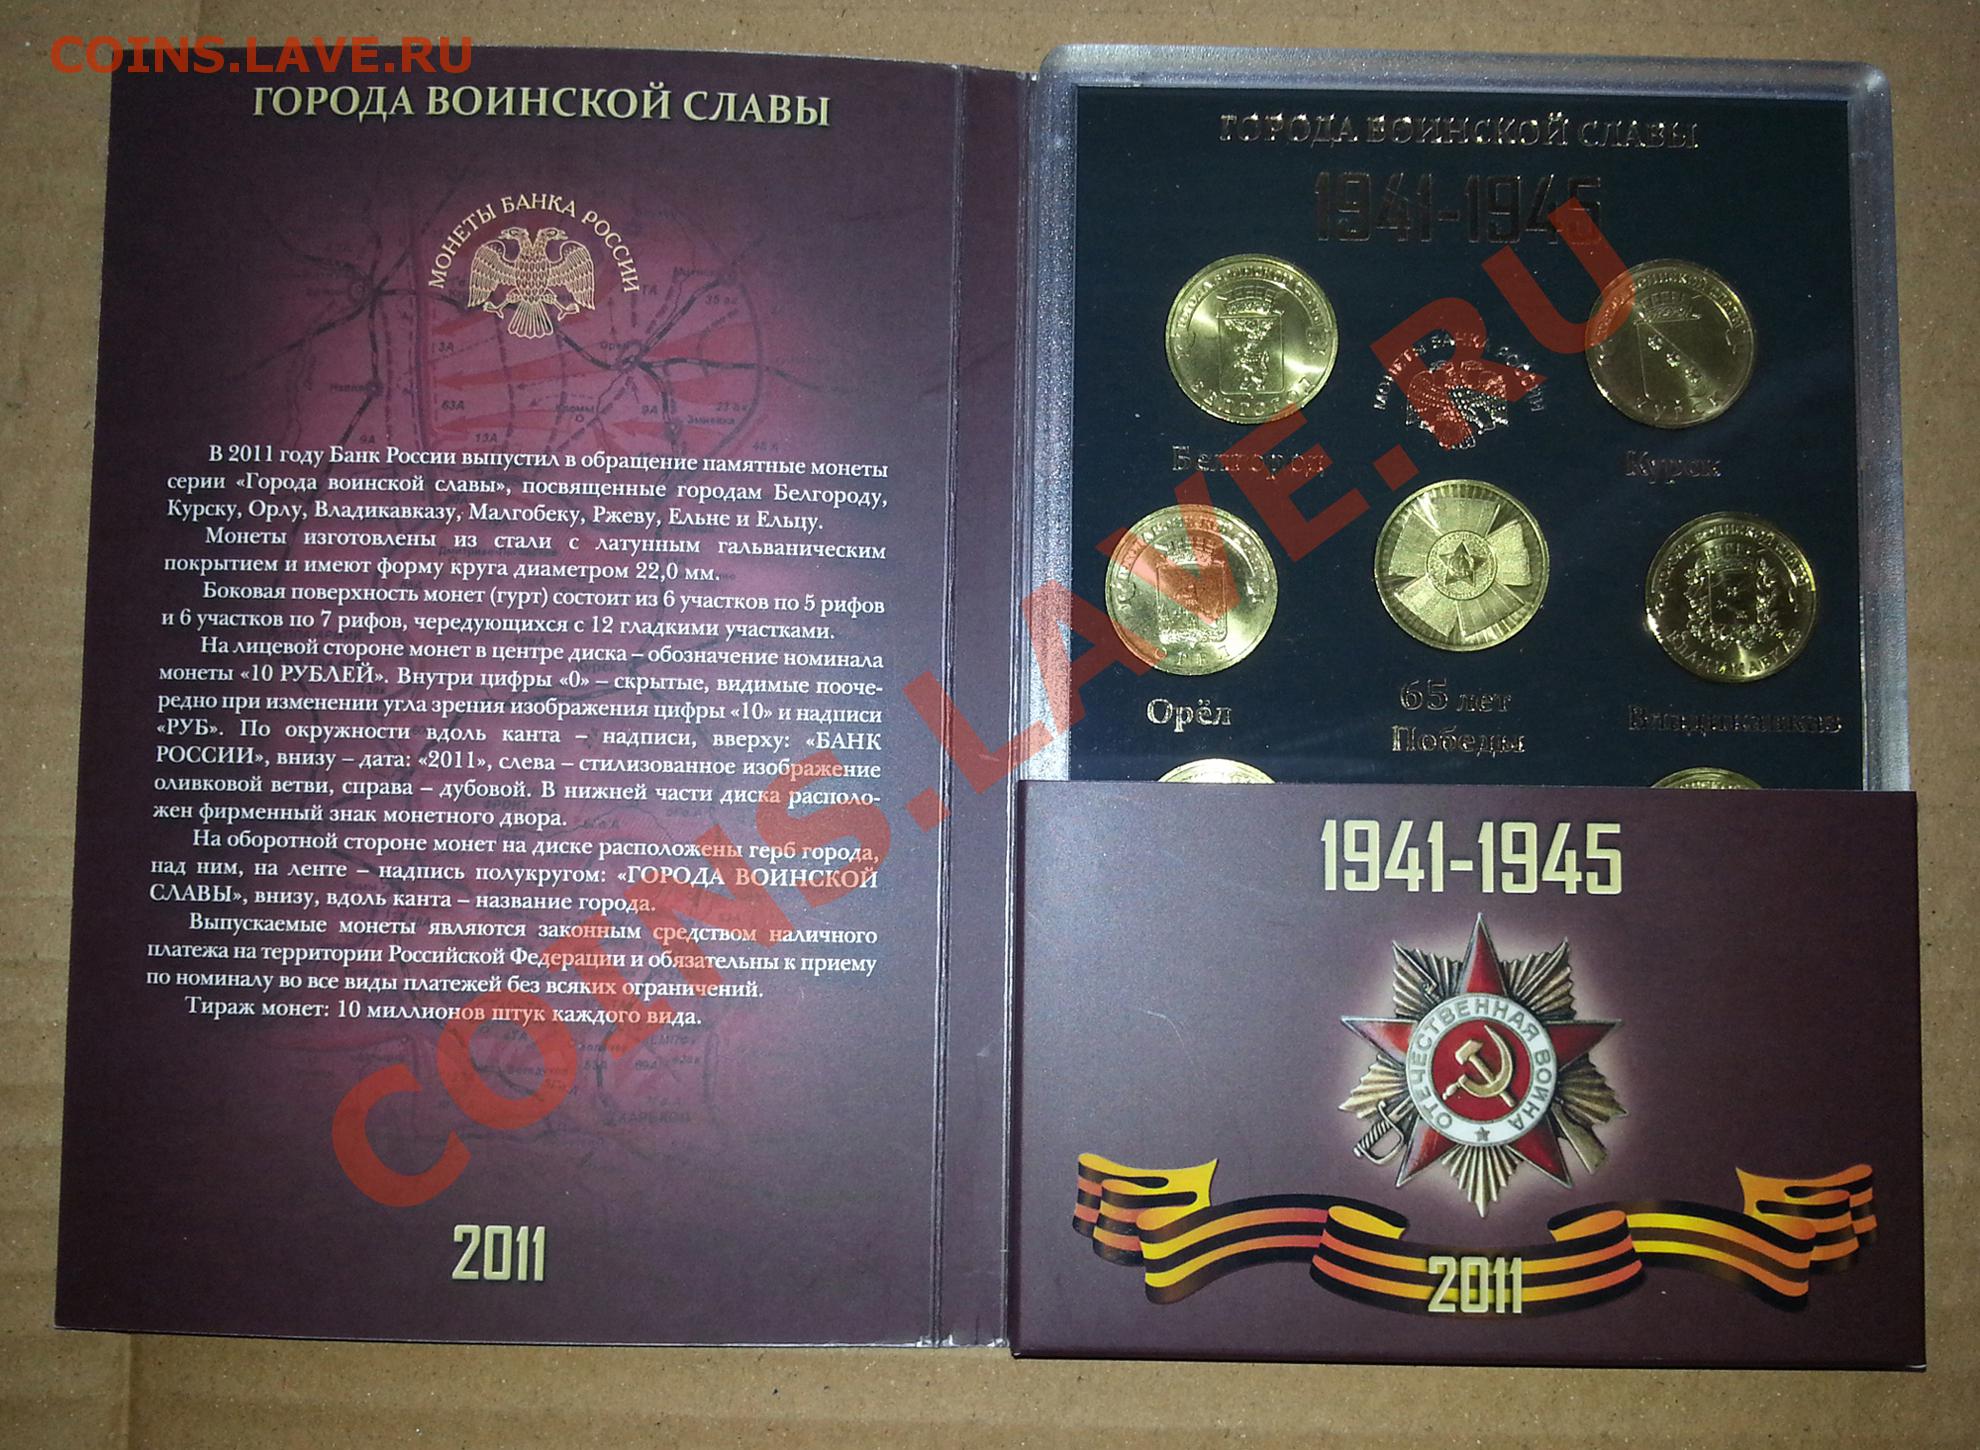 COINS.LAVE.RU
ГОРОДА ВОИНСКОЙ СЛАВЫ
МОНЕТЫ БАНКА РОССИИ
В 2011 году Банк России выпустил в обращение памятные монеты
серии «Города воинской славы», посвященные городам Белгороду,
Курску, Орлу, Владикавказу, Малгобеку, Ржеву, Ельне и Ельцу.
Монеты изготовлены из стали с латунным гальваническим
покрытием и имеют форму круга диаметром 22,0 мм.
Боковая поверхность монет (гурт) состоит из 6 участков по 5 рифов
и 6 участков по 7 рифов, чередующихся с 12 гладкими участками.
На лицевой стороне монет в центре диска – обозначение номинала
монеты «10 РУБЛЕЙ». Внутри цифры «0» – скрытые, видимые пооче-
редно при изменении угла зрения изображения цифры «10» и надписи
«РУБ». По окружности вдоль канта – надписи, вверху: «БАНК
РОССИИ», внизу – дата: «2011», слева – стилизованное изображение
оливковой ветви, справа – дубовой. В нижней части диска располо-
жен фирменный знак монетного двора.
На оборотной стороне монет на диске расположены герб города,
над ним, на ленте – надпись полукругом: «ГОРОДА ВОИНСКОЙ
СЛАВЫ», внизу, вдоль канта – название города.
Выпускаемые монеты являются законным средством наличного
платежа на территории Российской Федерации и обязательны к приему
по номиналу во все виды платежей без всяких ограничений.
Тираж монет: 10 миллионов штук каждого вида.
2011
ГОРОДА ВОИНСКОЙ СЛАВЫ
1941-1945
МОНЕТЫ БАНКА РОССИИ
БЕЛГОРОД
КУРСК
Белгород
Курск
ВЛАДИКАВКАЗ
Орёл
65 лет
Победы
Владикавказ
1941-1945
ОТЕЧЕСТВЕННАЯ ВОЙНА
2011
COINS.LAVE.RU